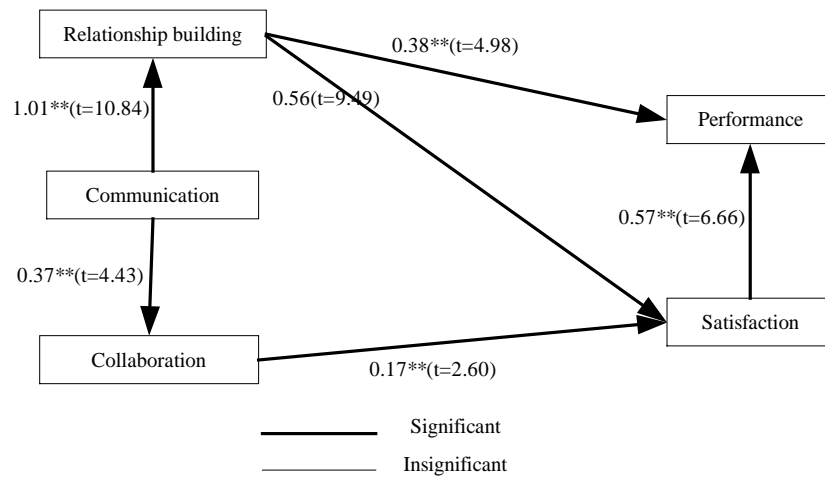 Relationship building
0.38**(t=4.98)
0.56(t=9.49)
1.01**(t=10.84)
Performance
Communication
0.57**(t=6.66)
0.37**(t=4.43)
Satisfaction
Collaboration
0.17**(t=2.60)
Significant
Insignificant